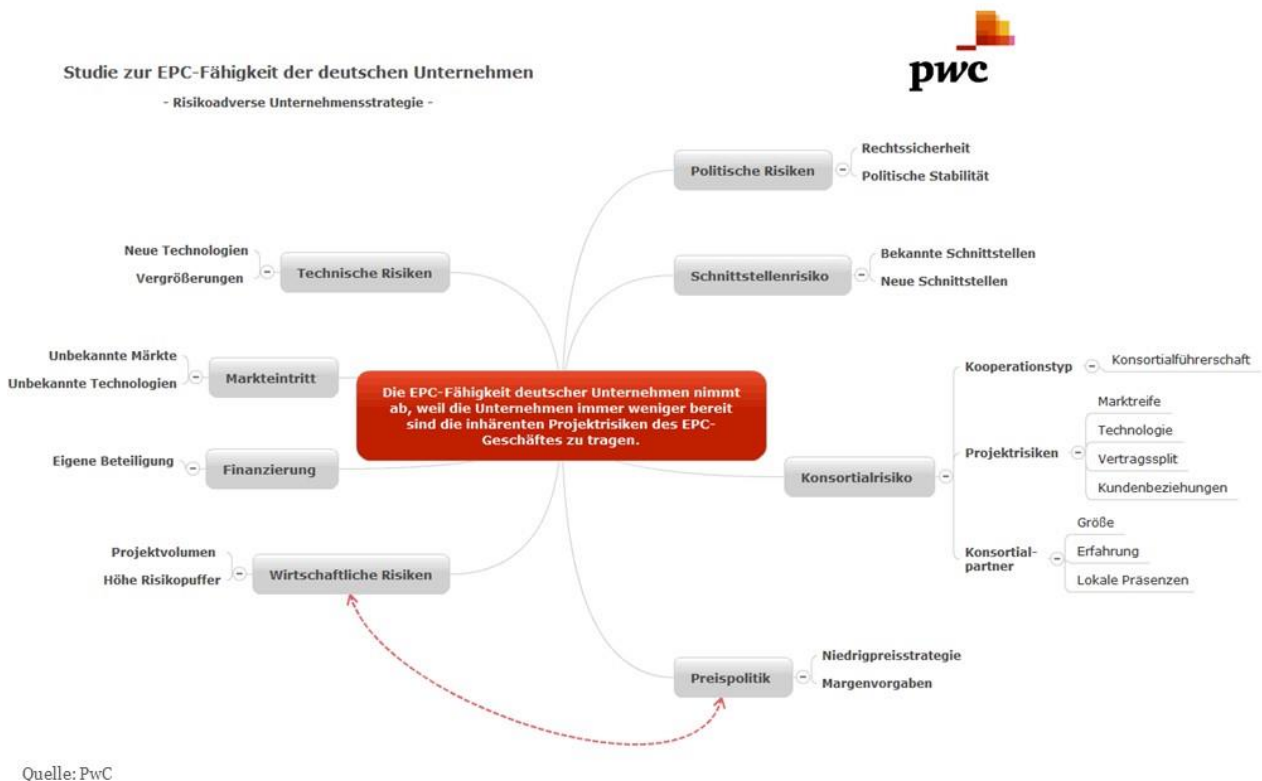 Studie zur EPC-Fähigkeit der deutschen Unternehmen
- Risikoadverse Unternehmensstrategie -
pwc
Politische Risiken
Rechtssicherheit
Politische Stabilität
Neue Technologien
Vergrößerungen
Technische Risiken
Schnittstellenrisiko
Bekannte Schnittstellen
Neue Schnittstellen
Unbekannte Märkte
Unbekannte Technologien
Markteintritt
Die EPC-Fähigkeit deutscher Unternehmen nimmt
ab, weil die Unternehmen immer weniger bereit
sind die inhärenten Projektrisiken des EPC-
Geschäftes zu tragen.
Eigene Beteiligung
Finanzierung
Konsortialrisiko
Kooperationstyp
Konsortialführerschaft
Projektrisiken
Marktreife
Technologie
Vertragssplit
Kundenbeziehungen
Konsortial-
partner
Größe
Erfahrung
Lokale Präsenzen
Projektvolumen
Höhe Risikopuffer
Wirtschaftliche Risiken
Preispolitik
Niedrigpreisstrategie
Margenvorgaben
Quelle: PwC